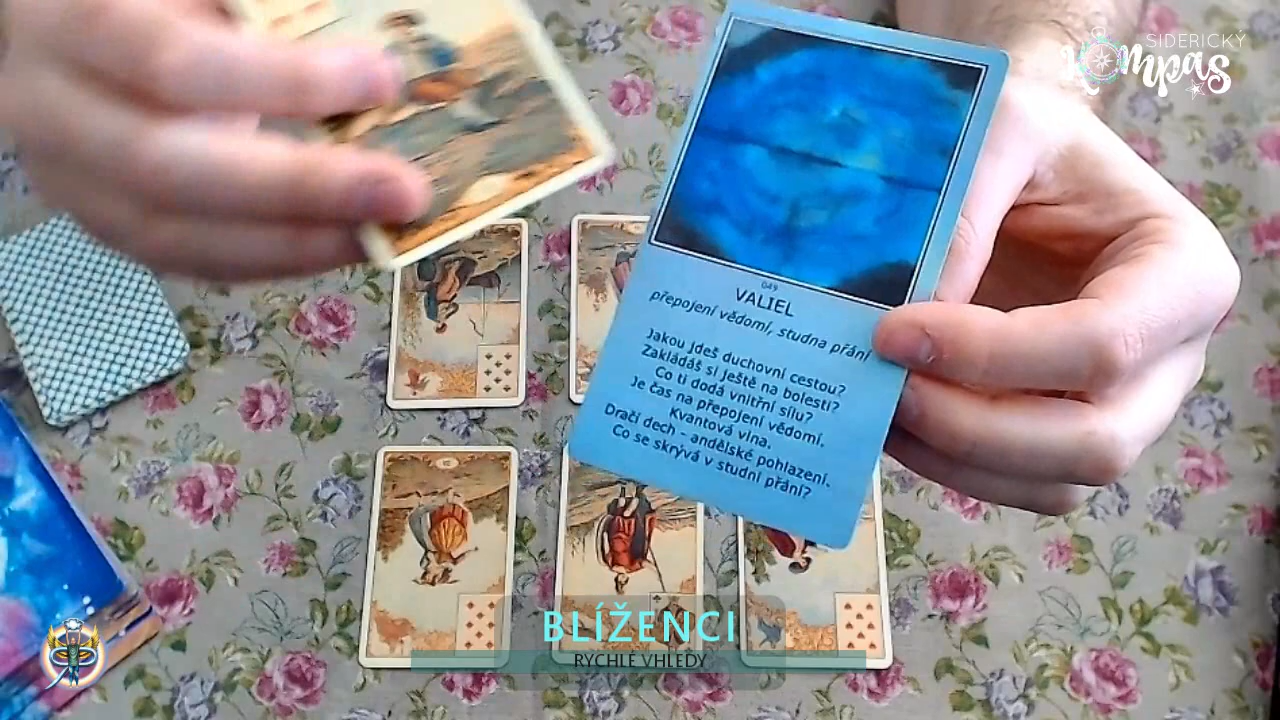 SIDERICKÝ
KOMPAS
049
VALIEL
přepojení vědomí, studna přání
Jakou jdeš duchovní cestou?
Zakládáš si ještě na bolesti?
Co ti dodá vnitřní sílu?
Je čas na přepojení vědomí.
Kvantová vlna.
Dračí dech - andělské pohlazení.
Co se skrývá v studni přání?
BLÍŽENCI
RYCHLÉ VHLEDY